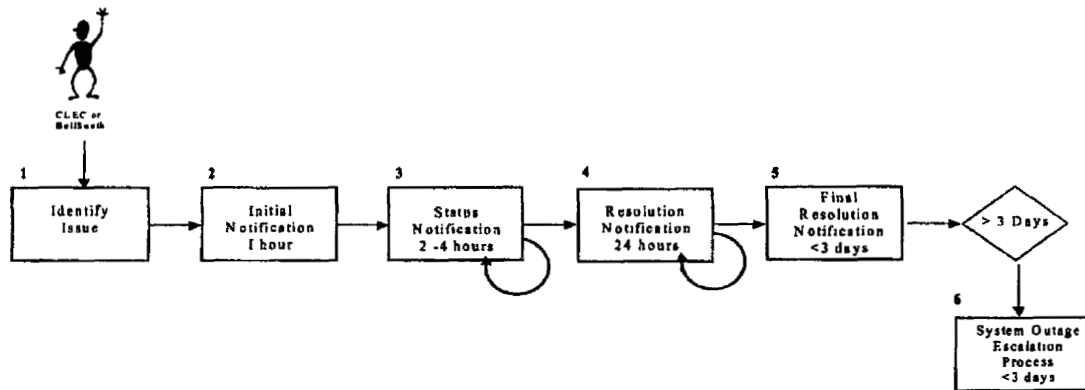 CLEC or
BellSouth
1
Identify
Issue
2
Initial
Notification
1 hour
3
Status
Notification
2 -4 hours
4
Resolution
Notification
24 hours
5
Final
Resolution
Notification
<3 days
> 3 Days
6
System Outage
Escalation
Process
<3 days